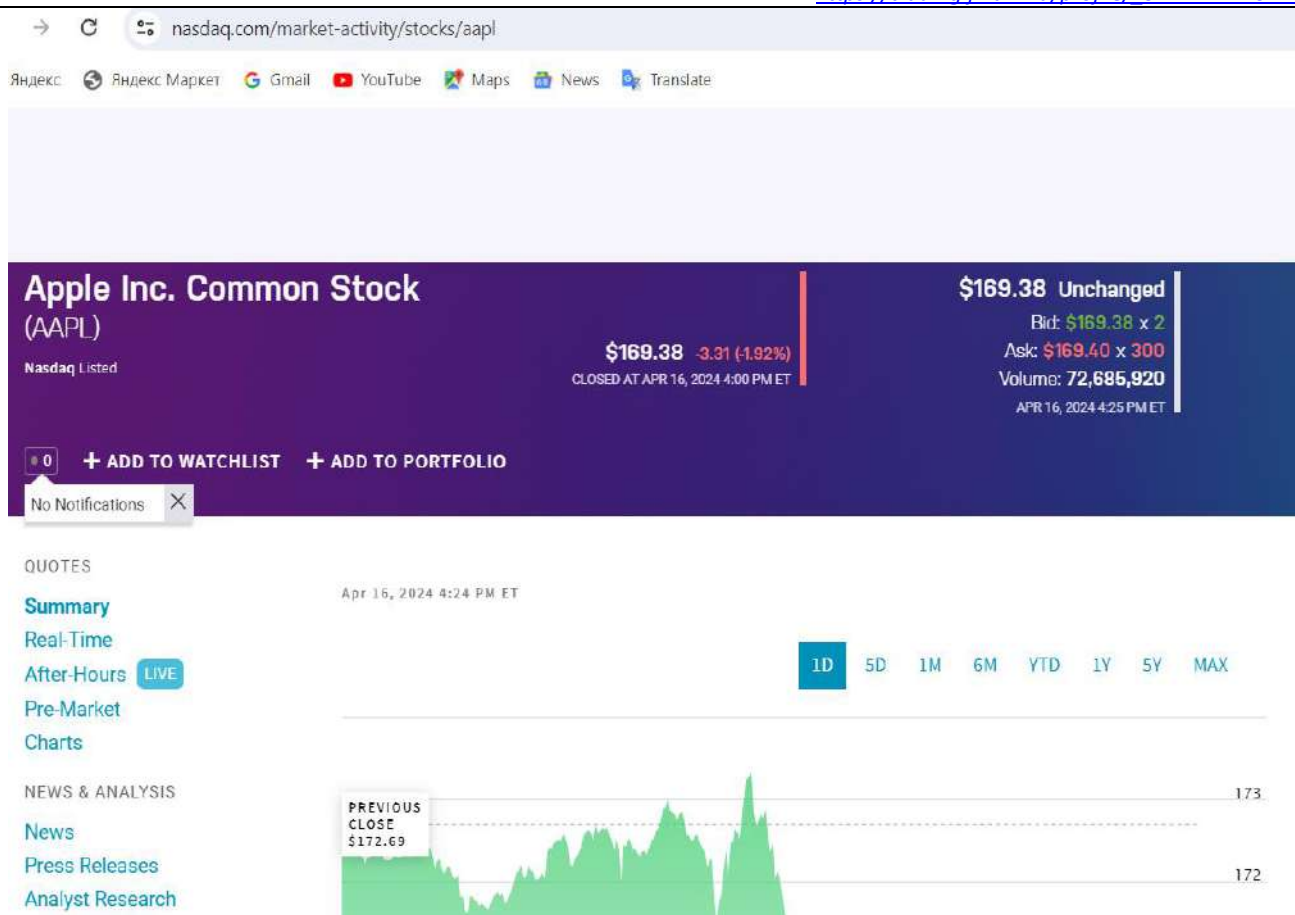 nasdaq.com/market-activity/stocks/aapl
Яндекс Яндекс Маркет Gmail YouTube Maps News Translate
Apple Inc. Common Stock
(AAPL)
Nasdaq Listed
$169.38 -3.31 (-1.92%)
CLOSED AT APR 16, 2024 4:00 PM ET
$169.38 Unchanged
Bid: $169.38 x 2
Ask: $169.40 x 300
Volume: 72,685,920
APR 16, 2024 4:25 PM ET
0 + ADD TO WATCHLIST + ADD TO PORTFOLIO
No Notifications
QUOTES
Summary
Real-Time
After-Hours LIVE
Pre-Market
Charts
NEWS & ANALYSIS
News
Press Releases
Analyst Research
Apr 16, 2024 4:24 PM ET
1D 5D 1M 6M YTD 1Y 5Y MAX
PREVIOUS
CLOSE
$172.69
173
172